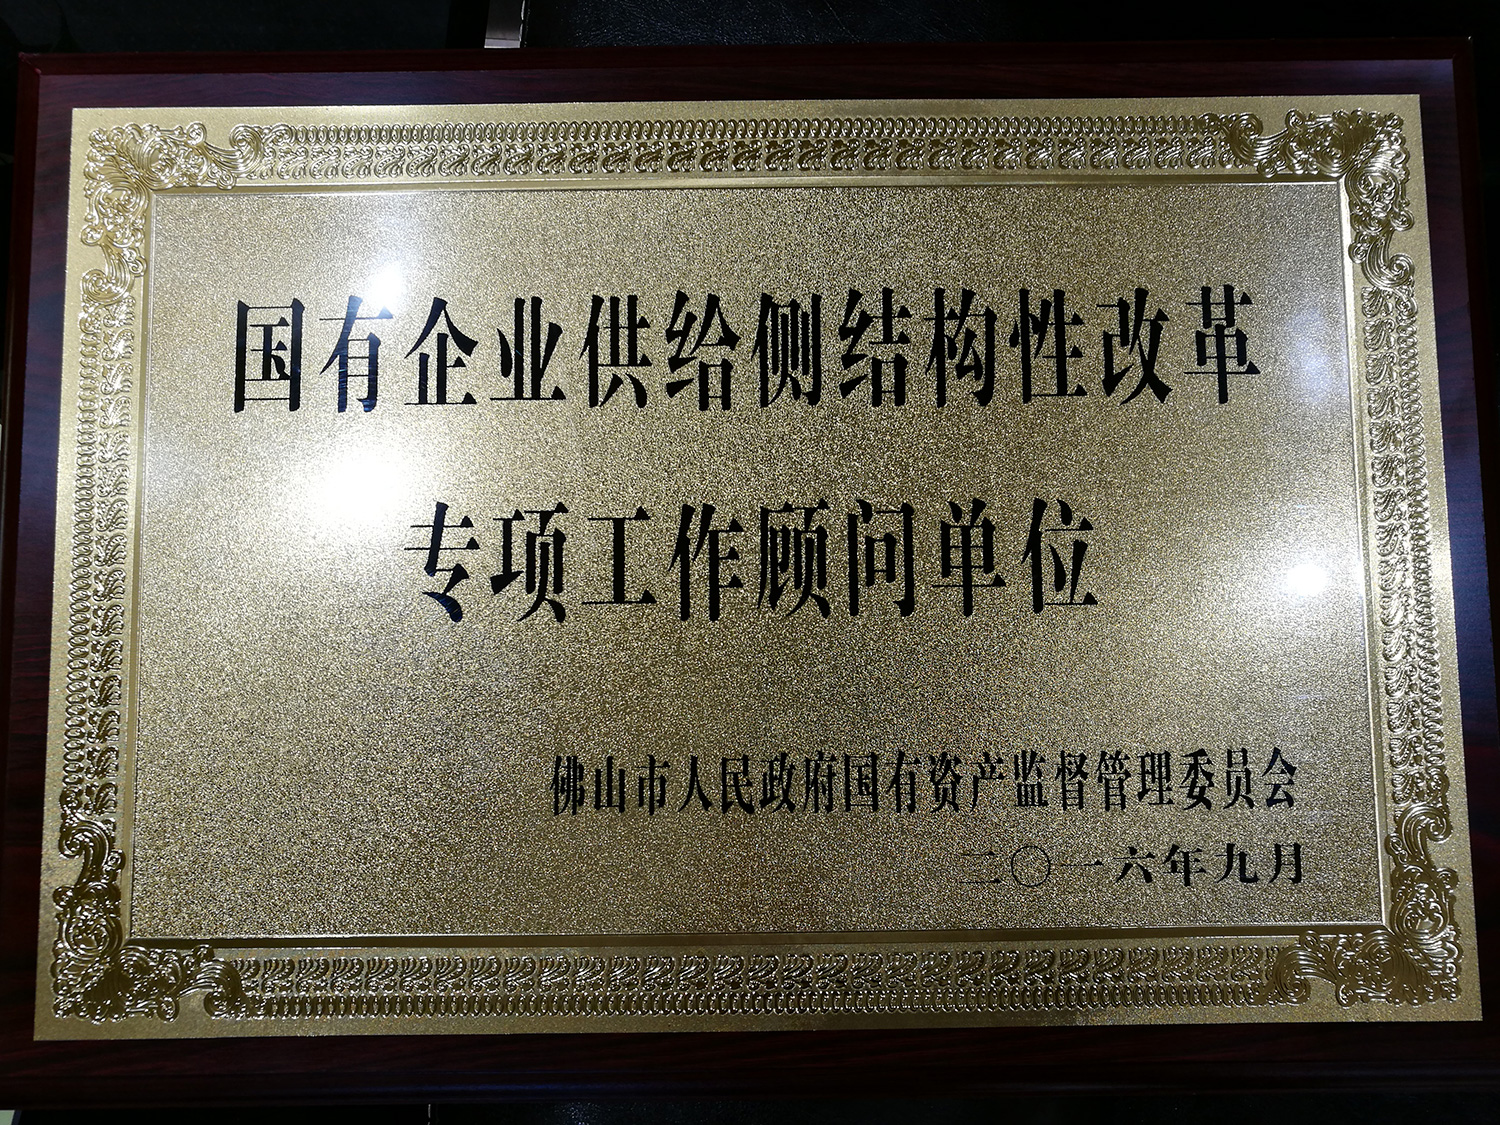 国有企业供给侧结构性改革
专项工作顾问单位
佛山市人民政府国有资产监督管理委员会
二〇一六年九月